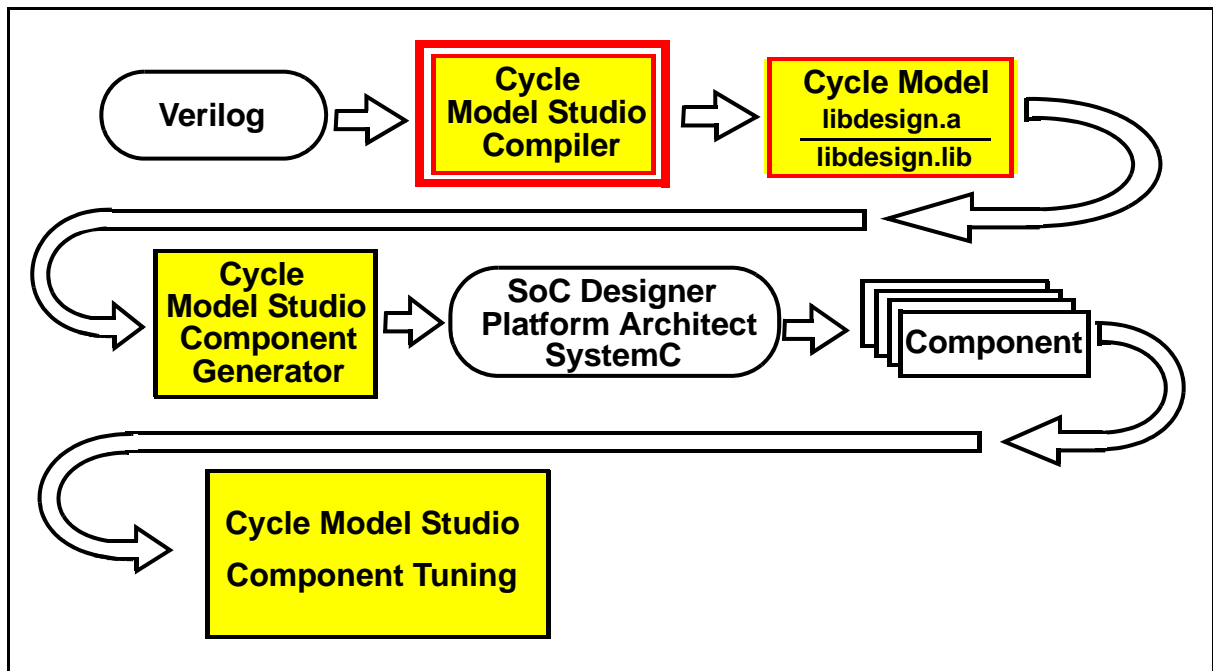 Verilog
Cycle
Model Studio
Compiler
Cycle Model
libdesign.a
libdesign.lib
Cycle
Model Studio
Component
Generator
SoC Designer
Platform Architect
SystemC
Component
Cycle Model Studio
Component Tuning